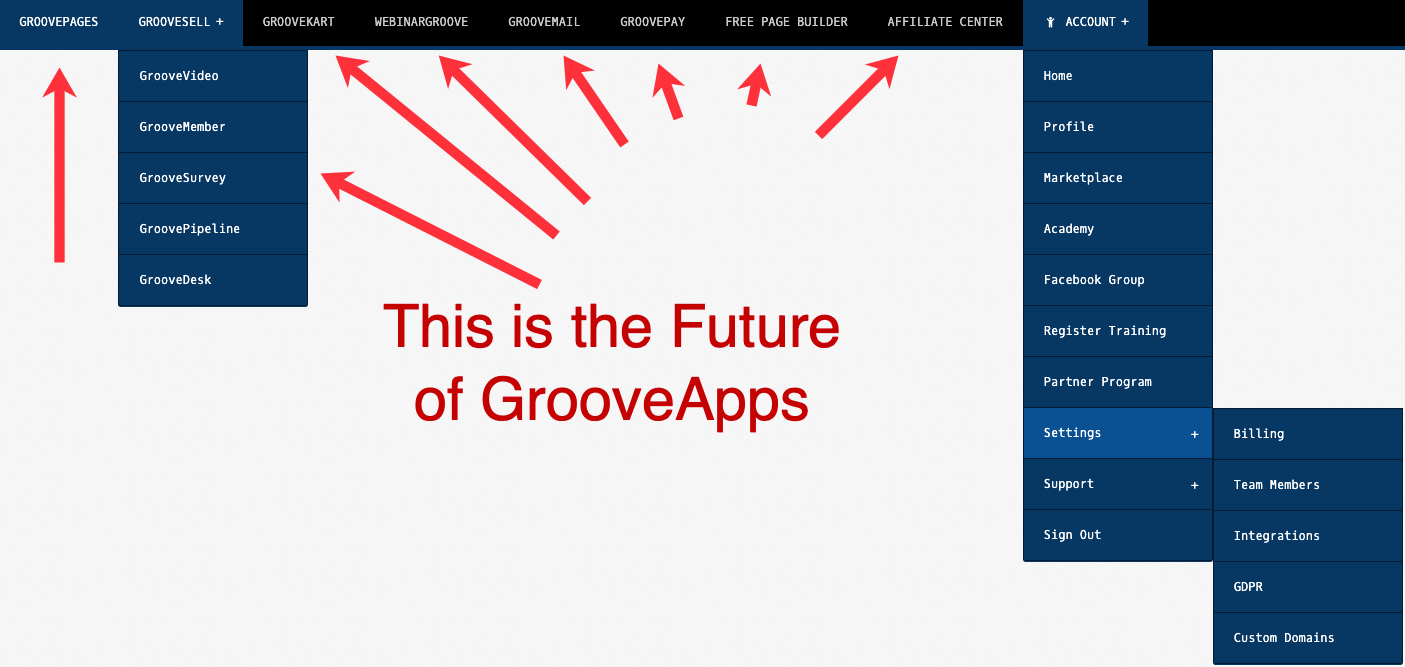 GROOVEPAGES GROOVESELL + GROOVEKART WEBINARGROOVE GROOVEMAIL GROOVEPAY FREE PAGE BUILDER AFFILIATE CENTER ACCOUNT +
GrooveVideo
GrooveMember
GrooveSurvey
GroovePipeline
GrooveDesk
This is the Future
of GrooveApps
Home
Profile
Marketplace
Academy
Facebook Group
Register Training
Partner Program
Settings +
Support +
Sign Out
Billing
Team Members
Integrations
GDPR
Custom Domains